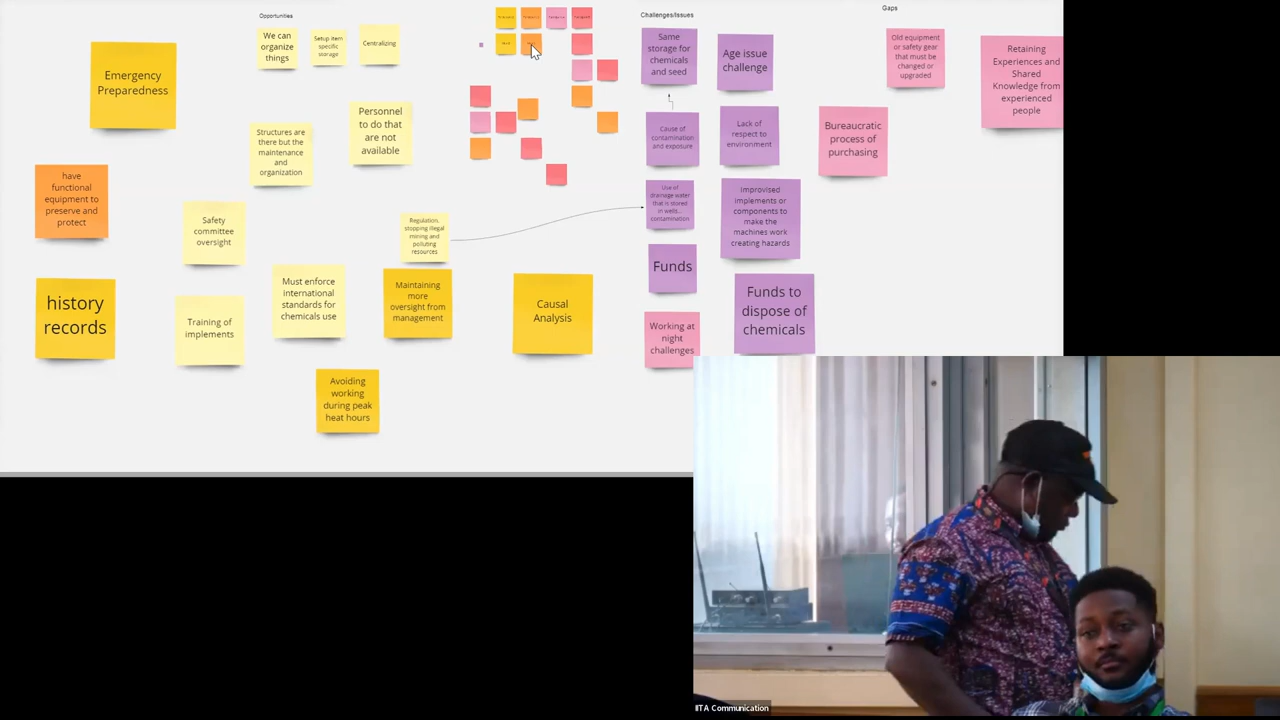 Opportunities
Challenges/Issues
Gaps
Emergency
Preparedness
We can
organize
things
Setup item
specific
storage
Centralizing
Personnel
to do that
are not
available
Structures are
there but the
maintenance
and
organization
have
functional
equipment to
preserve and
protect
Safety
committee
oversight
Regulation,
stopping illegal
mining and
polluting
resources
history
records
Training of
implements
Must enforce
international
standards for
chemicals use
Maintaining
more
oversight from
management
Avoiding
working
during peak
heat hours
Causal
Analysis
Same
storage for
chemicals
and seed
Age issue
challenge
Cause of
contamination
and exposure
Lack of
respect to
environment
Use of
drainage water
that is stored
in wells...
contamination
Improvised
implements or
components to
make the
machines work
creating hazards
Funds
Funds to
dispose of
chemicals
Working at
night
challenges
Old equipment
or safety gear
that must be
changed or
upgraded
Bureaucratic
process of
purchasing
Retaining
Experiences and
Shared
Knowledge from
experienced
people
IITA Communication